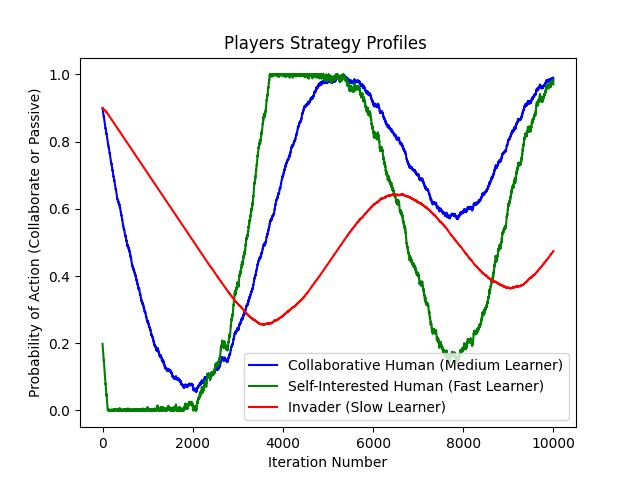 Players Strategy Profiles
Probability of Action (Collaborate or Passive)
1.0
0.8
0.6
0.4
0.2
0.0
Collaborative Human (Medium Learner)
Self-Interested Human (Fast Learner)
Invader (Slow Learner)
0 2000 4000 6000 8000 10000
Iteration Number